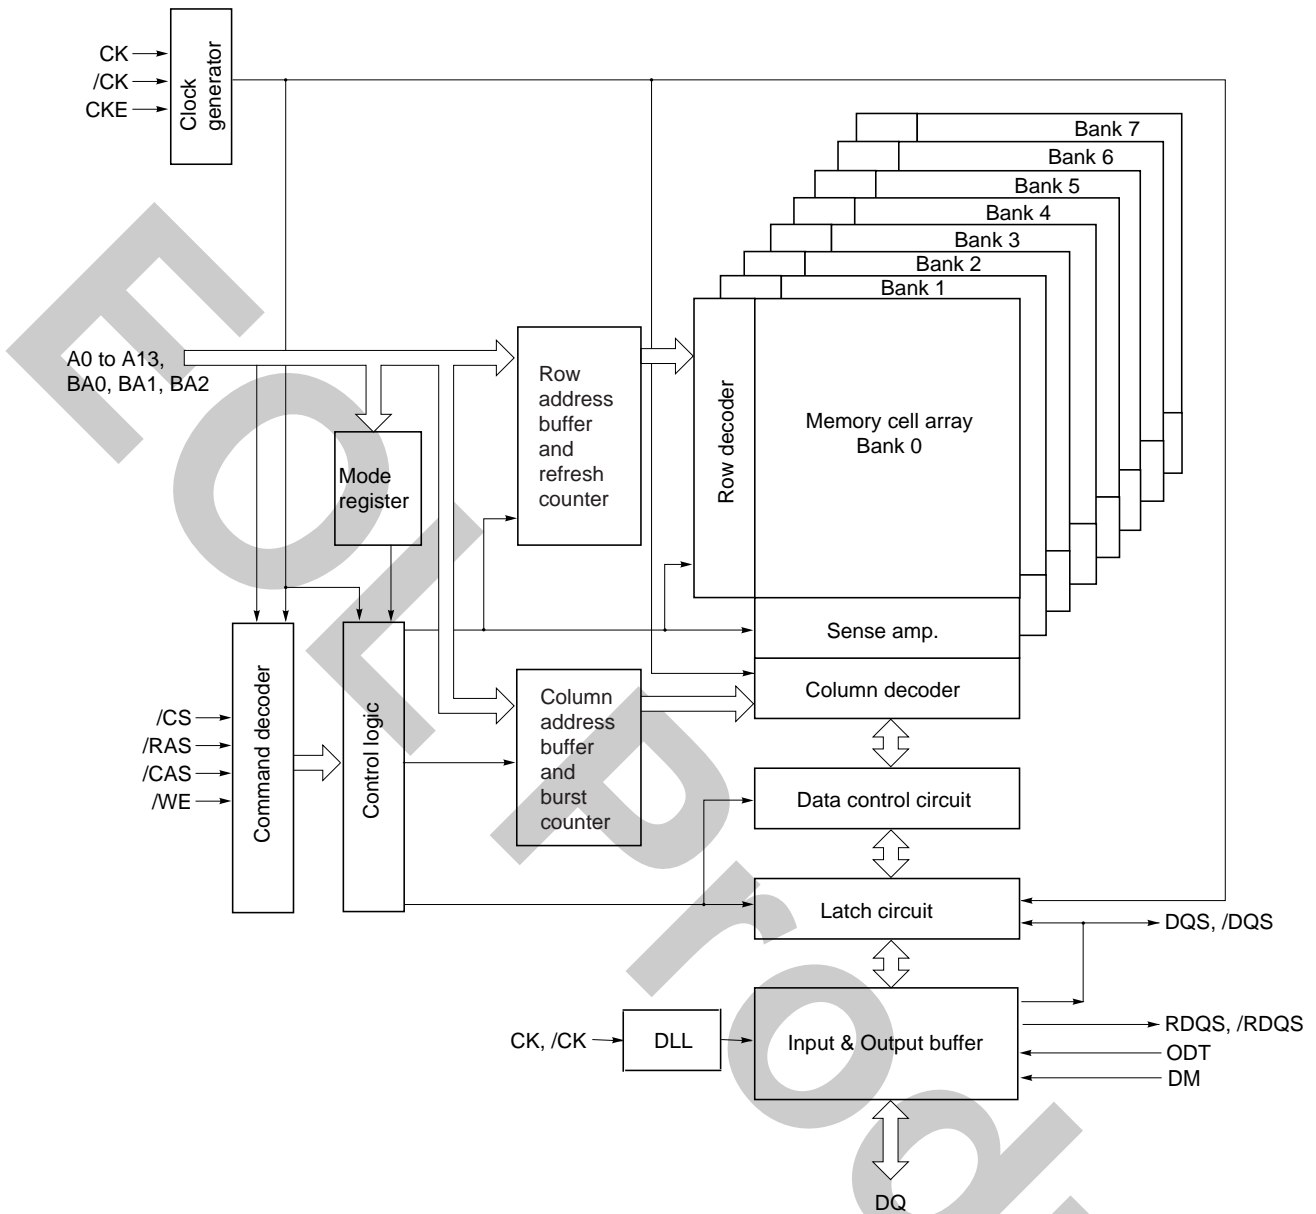 CK
/CK
CKE
Clock
generator
Bank 7
Bank 6
Bank 5
Bank 4
Bank 3
Bank 2
Bank 1
A0 to A13,
BA0, BA1, BA2
Mode
register
Row
address
buffer
and
refresh
counter
Row decoder
Memory cell array
Bank 0
Sense amp.
Column decoder
/CS
/RAS
/CAS
/WE
Command decoder
Control logic
Column
address
buffer
and
burst
counter
Data control circuit
Latch circuit
DQS, /DQS
CK, /CK
DLL
Input & Output buffer
RDQS, /RDQS
ODT
DM
DQ
EOL Prod